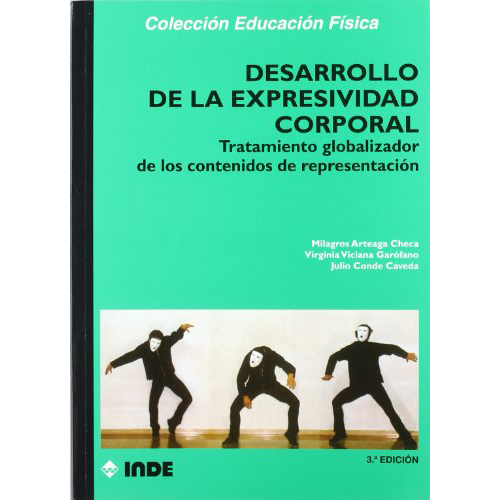 Colección Educación Física
DESARROLLO
DE LA EXPRESIVIDAD
CORPORAL
Tratamiento globalizador
de los contenidos de representación
Milagros Arteaga Checa
Virginia Viciana Garófano
Julio Conde Caveda
3.ª EDICIÓN
INDE